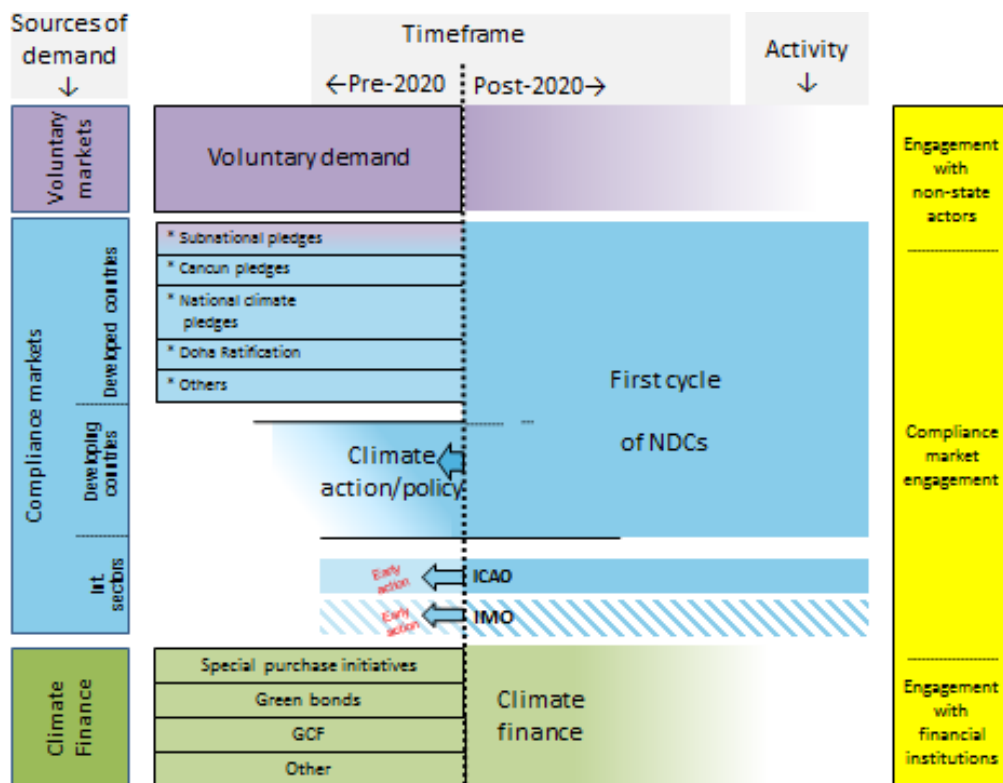 Sources of
demand
↓
Timeframe
←Pre-2020
Post-2020→
Activity
↓
Voluntary
markets
Voluntary demand
Engagement
with
non-state
actors
Compliance markets
Developed countries
* Subnational pledges
* Cancun pledges
* National climate
pledges
* Doha Ratification
* Others
First cycle
of NDCs
Developing
countries
Climate
action/policy
Compliance
market
engagement
Int.
sectors
Early
action
ICAO
Early
action
IMO
Climate
Finance
Special purchase initiatives
Green bonds
GCF
Other
Climate
finance
Engagement
with
financial
institutions